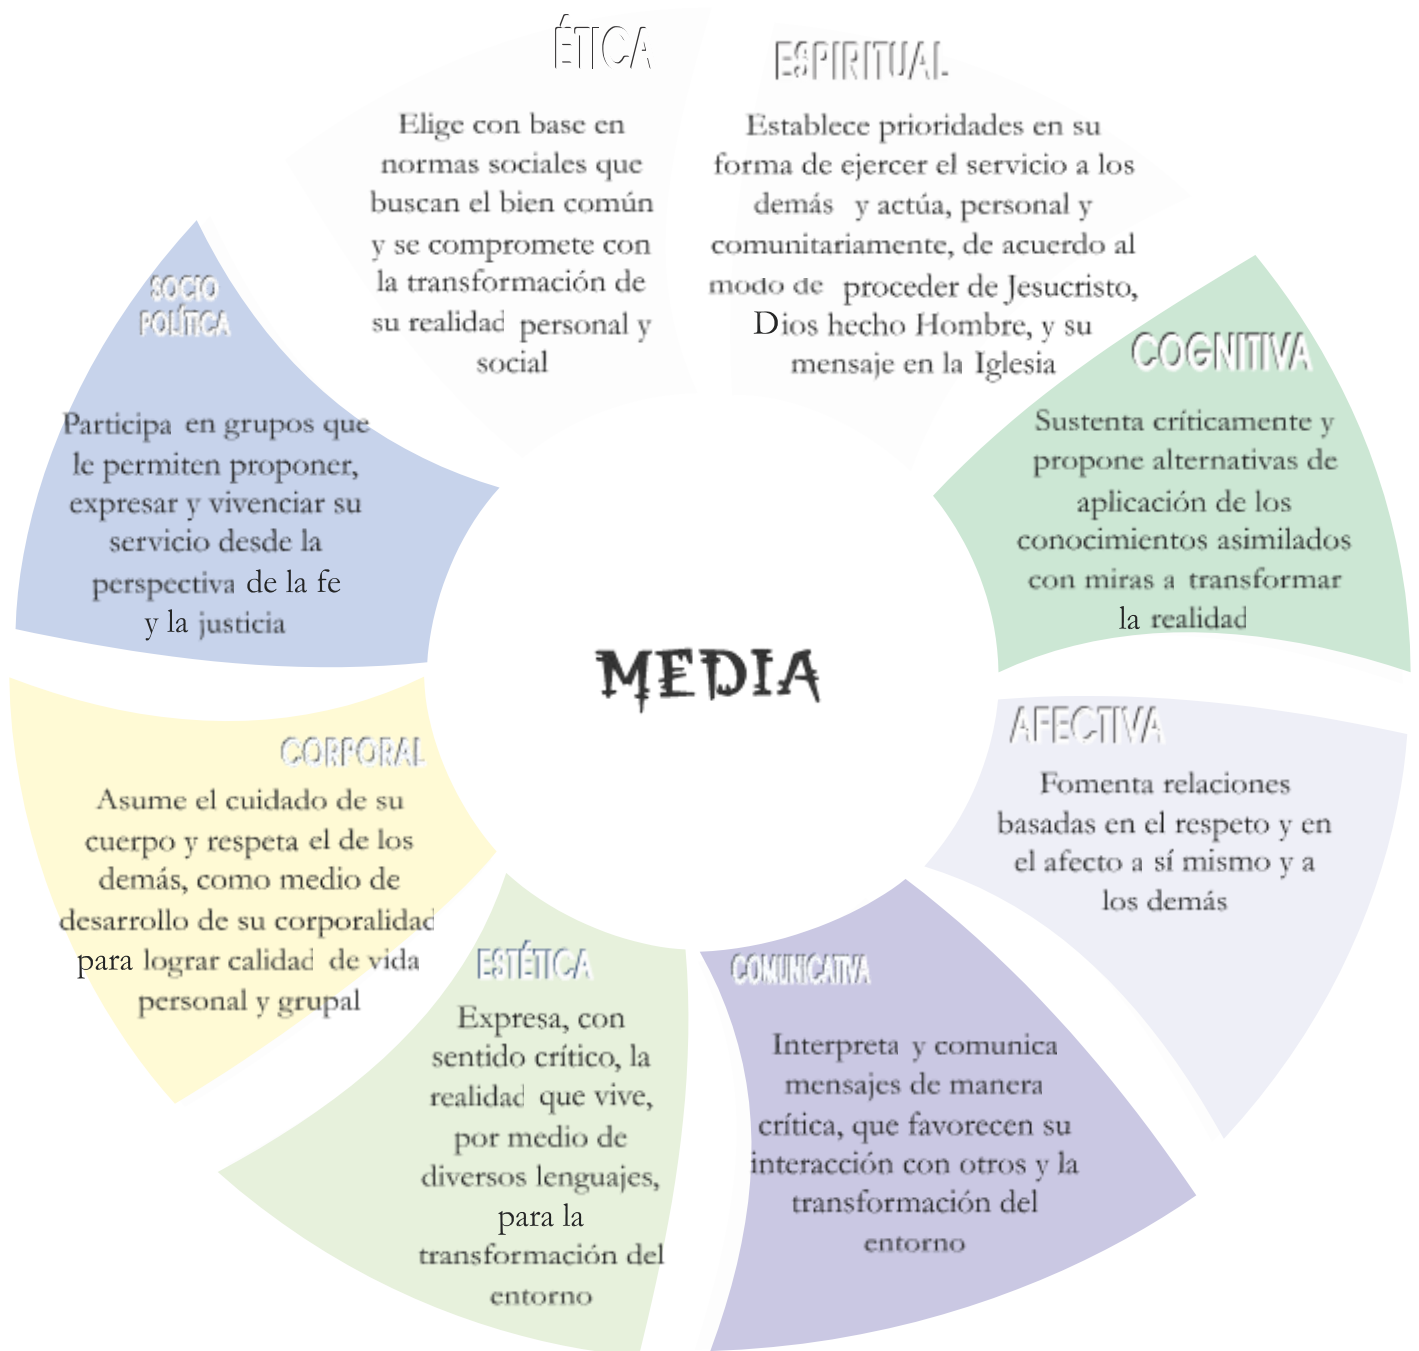 ÉTICA
Elige con base en
normas sociales que
buscan el bien común
y se compromete con
la transformación de
su realidad personal y
social
ESPIRITUAL
Establece prioridades en su
forma de ejercer el servicio a los
demás y actúa, personal y
comunitariamente, de acuerdo al
modo de proceder de Jesucristo,
Dios hecho Hombre, y su
mensaje en la Iglesia
COGNITIVA
Sustenta críticamente y
propone alternativas de
aplicación de los
conocimientos asimilados
con miras a transformar
la realidad
AFECTIVA
Fomenta relaciones
basadas en el respeto y en
el afecto a sí mismo y a
los demás
COMUNICATIVA
Interpreta y comunica
mensajes de manera
crítica, que favorecen su
interacción con otros y la
transformación del
entorno
ESTÉTICA
Expresa, con
sentido crítico, la
realidad que vive,
por medio de
diversos lenguajes,
para la
transformación del
entorno
CORPORAL
Asume el cuidado de su
cuerpo y respeta el de los
demás, como medio de
desarrollo de su corporalidad
para lograr calidad de vida
personal y grupal
SOCIO
POLÍTICA
Participa en grupos que
le permiten proponer,
expresar y vivenciar su
servicio desde la
perspectiva de la fe
y la justicia
MEDIA